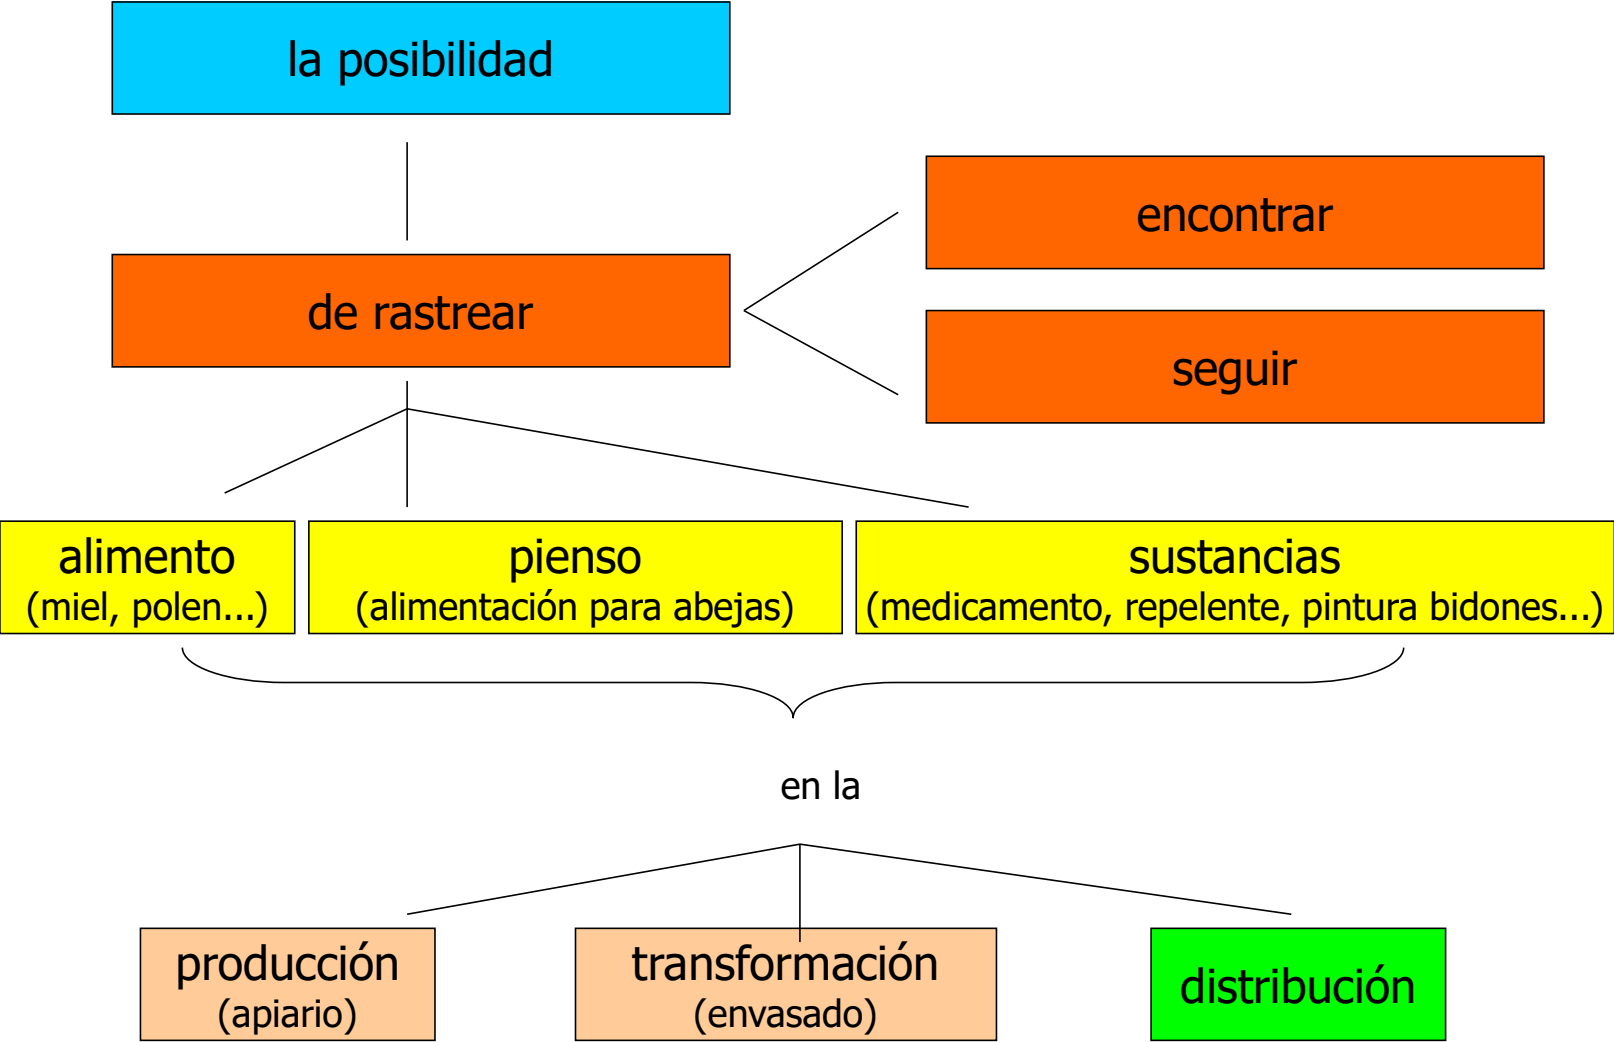 la posibilidad
encontrar
de rastrear
seguir
alimento
(miel, polen...)
pienso
(alimentación para abejas)
sustancias
(medicamento, repelente, pintura bidones...)
en la
producción
(apiario)
transformación
(envasado)
distribución